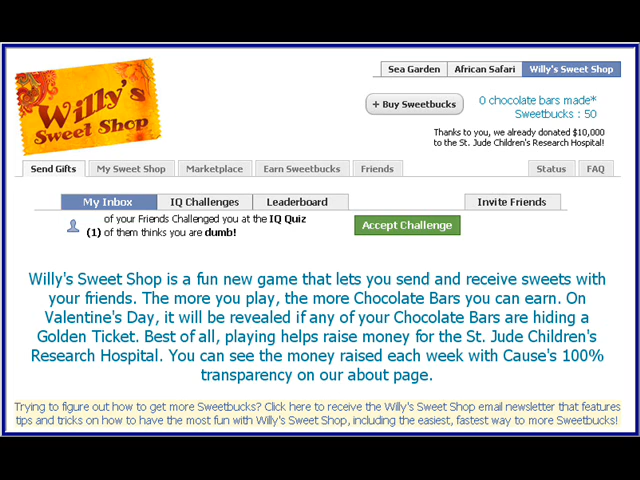 Willy's
Sweet Shop
Sea Garden African Safari Willy's Sweet Shop
+ Buy Sweetbucks
0 chocolate bars made*
Sweetbucks : 50
Thanks to you, we already donated $10,000
to the St. Jude Children's Research Hospital!
Send Gifts My Sweet Shop Marketplace Earn Sweetbucks Friends Status FAQ
My Inbox IQ Challenges Leaderboard Invite Friends
of your Friends Challenged you at the IQ Quiz
(1) of them thinks you are dumb!
Accept Challenge
Willy's Sweet Shop is a fun new game that lets you send and receive sweets with
your friends. The more you play, the more Chocolate Bars you can earn. On
Valentine's Day, it will be revealed if any of your Chocolate Bars are hiding a
Golden Ticket. Best of all, playing helps raise money for the St. Jude Children's
Research Hospital. You can see the money raised each week with Cause's 100%
transparency on our about page.
Trying to figure out how to get more Sweetbucks? Click here to receive the Willy's Sweet Shop email newsletter that features
tips and tricks on how to have the most fun with Willy's Sweet Shop, including the easiest, fastest way to more Sweetbucks!